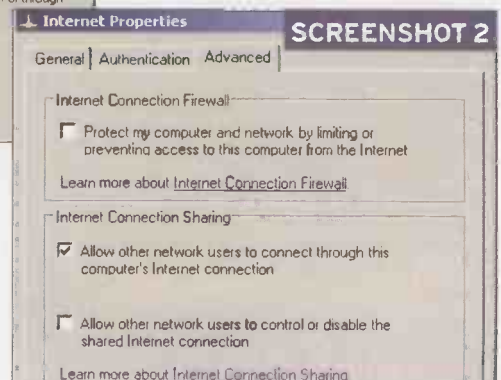 through
Internet Properties
SCREENSHOT 2
General Authentication Advanced
Internet Connection Firewall
Protect my computer and network by limiting or
preventing access to this computer from the Internet
Learn more about Internet Connection Firewall.
Internet Connection Sharing
Allow other network users to connect through this
computer's Internet connection
Allow other network users to control or disable the
shared Internet connection
Learn more about Internet Connection Sharing